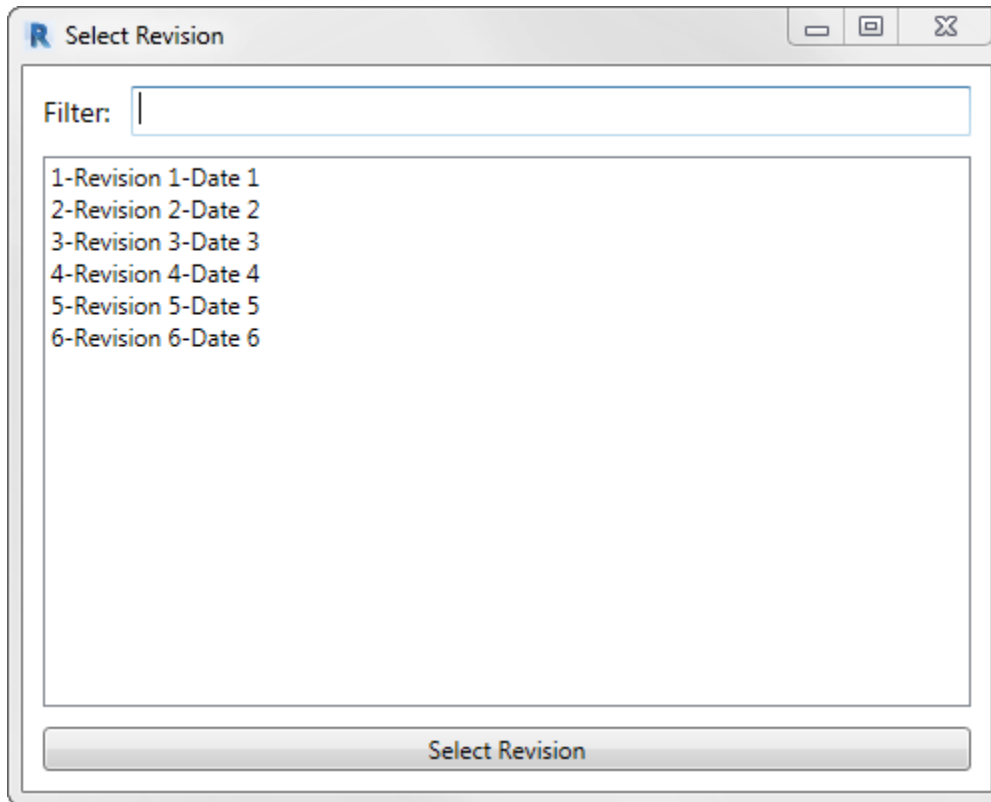 Select Revision
Filter:
1-Revision 1-Date 1
2-Revision 2-Date 2
3-Revision 3-Date 3
4-Revision 4-Date 4
5-Revision 5-Date 5
6-Revision 6-Date 6
Select Revision